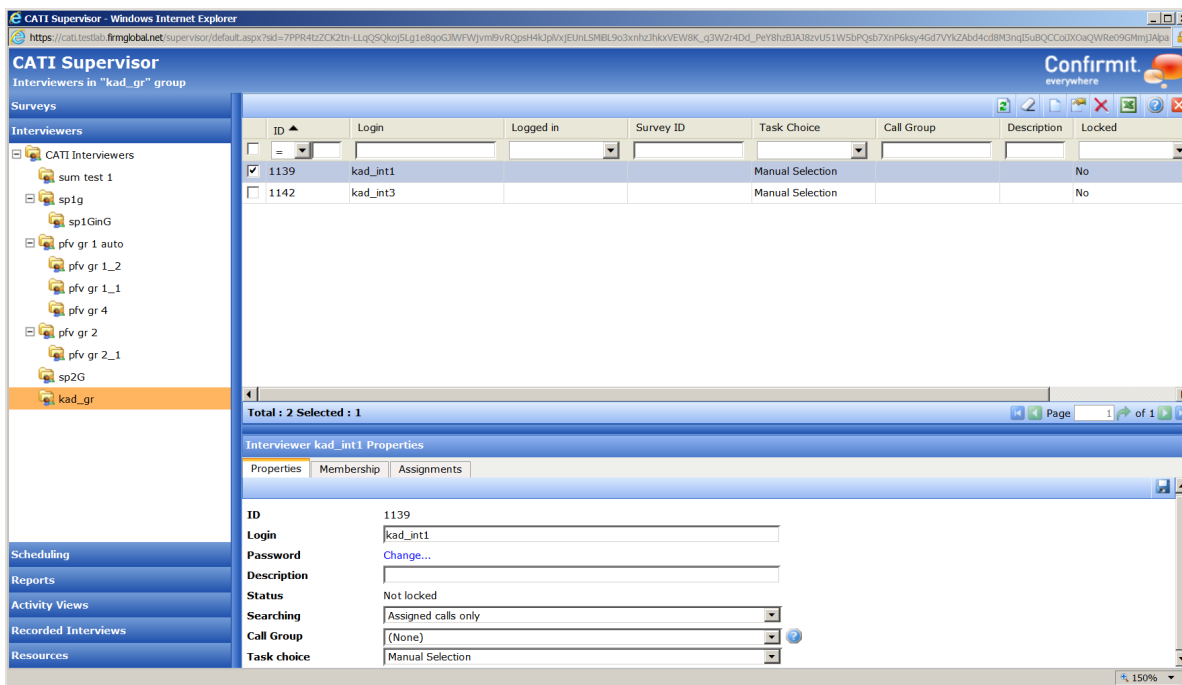 CATI Supervisor - Windows Internet Explorer
CATI Supervisor
Interviewers in "kad_gr" group
Confirmit.
everywhere
Surveys
Interviewers
CATI Interviewers
sum test 1
sp1g
sp1GinG
pfv gr 1 auto
pfv gr 1_2
pfv gr 1_1
pfv gr 4
pfv gr 2
pfv gr 2_1
sp2G
kad_gr
Scheduling
Reports
Activity Views
Recorded Interviews
Resources
ID Login Logged in Survey ID Task Choice Call Group Description Locked
=
1139 kad_int1 Manual Selection No
1142 kad_int3 Manual Selection No
Total : 2 Selected : 1
Page 1 of 1
Interviewer kad_int1 Properties
Properties Membership Assignments
ID 1139
Login kad_int1
Password Change...
Description
Status Not locked
Searching Assigned calls only
Call Group (None)
Task choice Manual Selection
150%